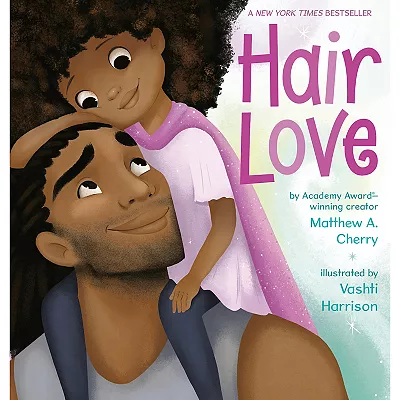 A NEW YORK TIMES BESTSELLER
Hair
Love
by Academy Award®–
winning creator
Matthew A.
Cherry
illustrated by
Vashti
Harrison